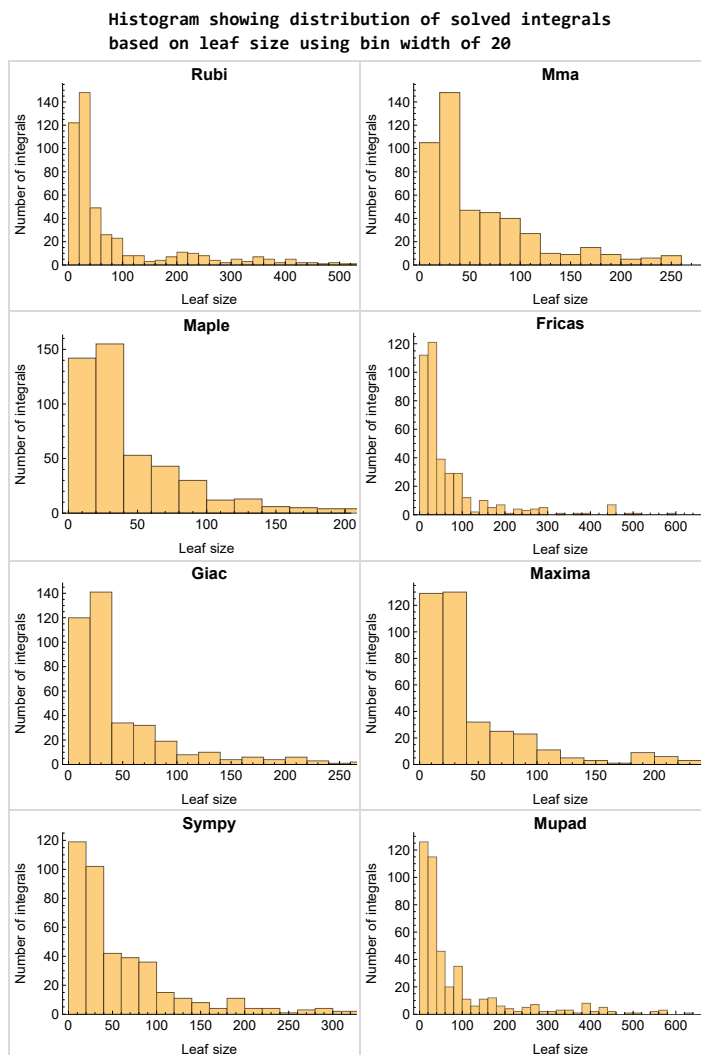 Histogram showing distribution of solved integrals
based on leaf size using bin width of 20
Rubi
Number of integrals
140
120
100
80
60
40
20
0
0 100 200 300 400 500
Leaf size
Mma
Number of integrals
140
120
100
80
60
40
20
0
0 50 100 150 200 250
Leaf size
Maple
Number of integrals
150
100
50
0
0 50 100 150 200
Leaf size
Fricas
Number of integrals
120
100
80
60
40
20
0
0 100 200 300 400 500 600
Leaf size
Giac
Number of integrals
140
120
100
80
60
40
20
0
0 50 100 150 200 250
Leaf size
Maxima
Number of integrals
120
100
80
60
40
20
0
0 50 100 150 200
Leaf size
Sympy
Number of integrals
120
100
80
60
40
20
0
0 50 100 150 200 250 300
Leaf size
Mupad
Number of integrals
120
100
80
60
40
20
0
0 100 200 300 400 500 600
Leaf size